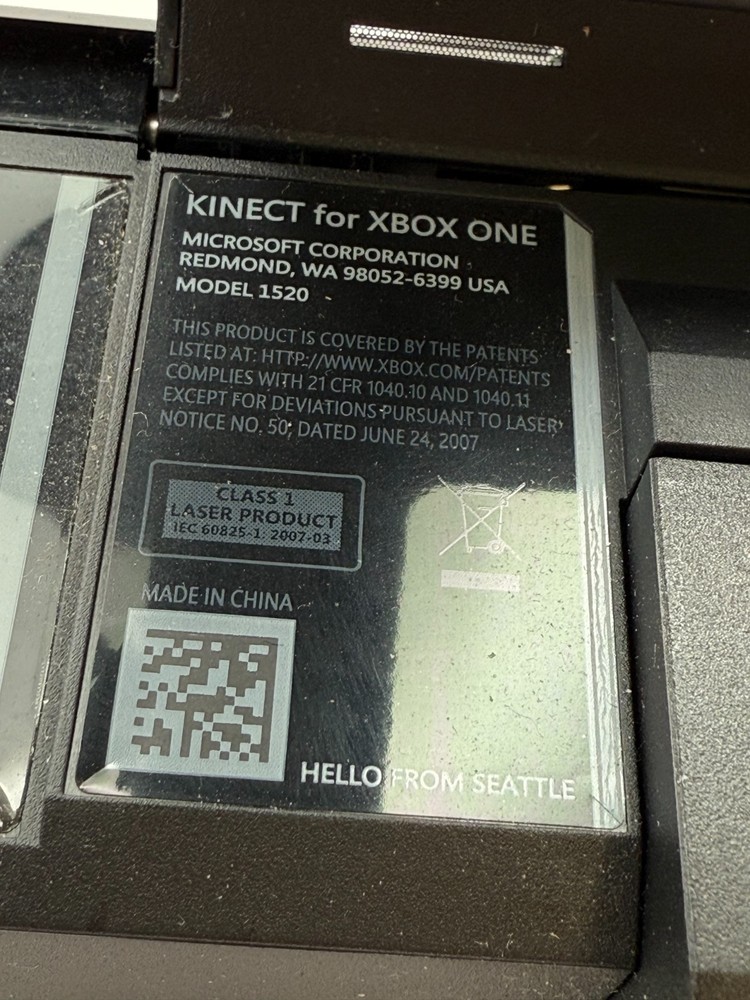 KINECT for XBOX ONE
MICROSOFT CORPORATION
REDMOND, WA 98052-6399 USA
MODEL 1520
THIS PRODUCT IS COVERED BY THE PATENTS
LISTED AT: HTTP://WWW.XBOX.COM/PATENTS
COMPLIES WITH 21 CFR 1040.10 AND 1040.11
EXCEPT FOR DEVIATIONS PURSUANT TO LASER
NOTICE NO. 50, DATED JUNE 24, 2007
CLASS 1
LASER PRODUCT
IEC 60825-1: 2007-03
MADE IN CHINA
HELLO FROM SEATTLE